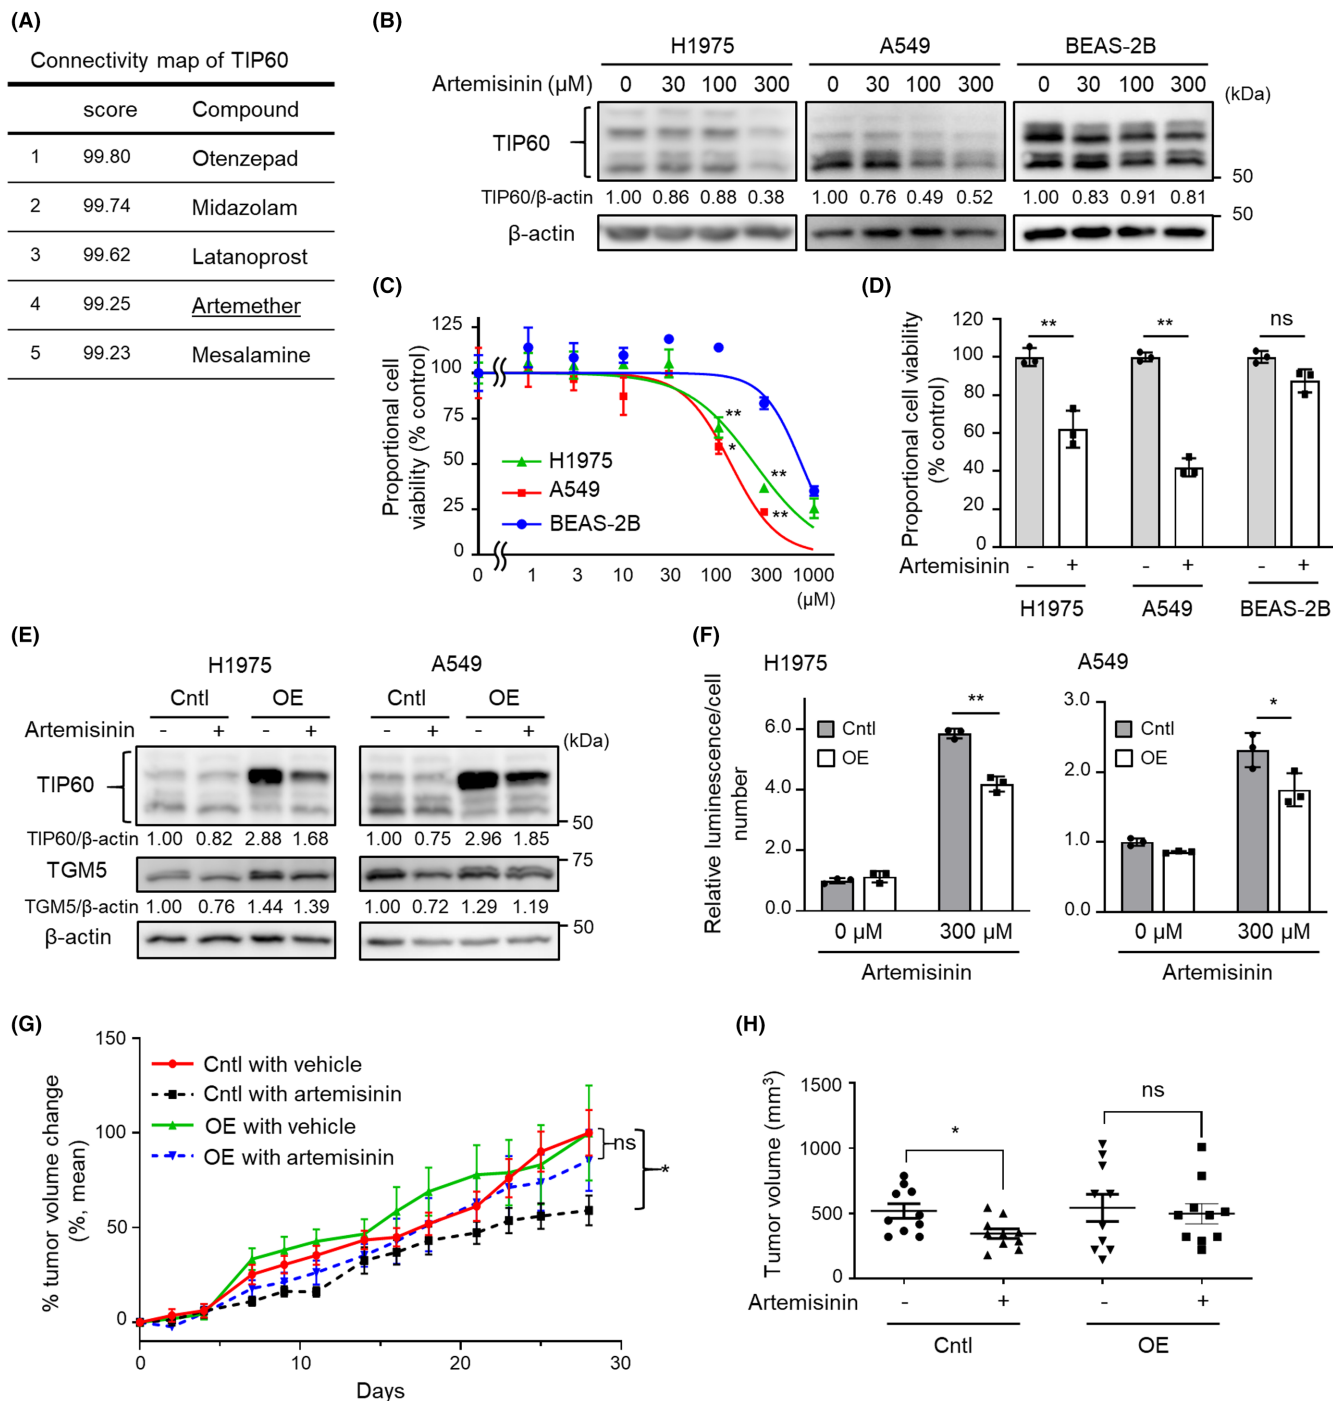 (A)
Connectivity map of TIP60
score Compound
1 99.80 Otenzepad
2 99.74 Midazolam
3 99.62 Latanoprost
4 99.25 Artemether
5 99.23 Mesalamine
(B)
H1975 A549 BEAS-2B
Artemisinin (μM) 0 30 100 300 0 30 100 300 0 30 100 300 (kDa)
TIP60
50
TIP60/β-actin 1.00 0.86 0.88 0.38 1.00 0.76 0.49 0.52 1.00 0.83 0.91 0.81
50
β-actin
(C)
Proportional cell
viability (% control)
125
100
75
50
25
0
H1975
A549
BEAS-2B
**
*
**
**
0 1 3 10 30 100 300 1000
(μM)
(D)
Proportional cell viability
(% control)
120
100
80
60
40
20
0
** ** ns
Artemisinin - + - + - +
H1975 A549 BEAS-2B
(E)
H1975 A549
Cntl OE Cntl OE
Artemisinin - + - + - + - + (kDa)
TIP60
50
TIP60/β-actin 1.00 0.82 2.88 1.68 1.00 0.75 2.96 1.85
75
TGM5
TGM5/β-actin 1.00 0.76 1.44 1.39 1.00 0.72 1.29 1.19
50
β-actin
(F)
H1975 A549
Relative luminescence/cell
number
6.0
4.0
2.0
0.0
Cntl
OE
**
0 μM 300 μM
Artemisinin
3.0
2.0
1.0
0.0
Cntl
OE
*
0 μM 300 μM
Artemisinin
(G)
% tumor volume change
(%, mean)
150
100
50
0
Cntl with vehicle
Cntl with artemisinin
OE with vehicle
OE with artemisinin
ns
*
0 10 20 30
Days
(H)
Tumor volume (mm³)
1500
1000
500
0
* ns
Artemisinin - + - +
Cntl OE